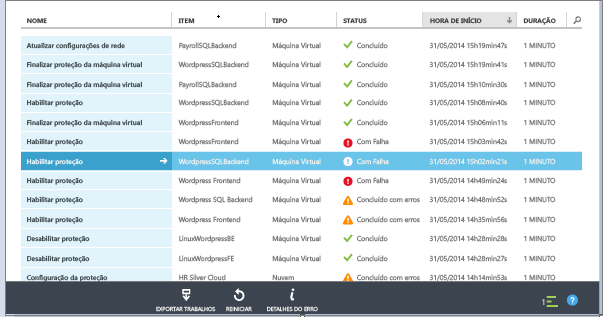 NOME ITEM TIPO STATUS HORA DE INÍCIO DURAÇÃO
Atualizar configurações de rede PayrollSQLBackend Máquina Virtual Concluído 31/05/2014 15h19min47s 1 MINUTO
Finalizar proteção da máquina virtual WordpressSQLBackend Máquina Virtual Concluído 31/05/2014 15h19min41s 1 MINUTO
Finalizar proteção da máquina virtual PayrollSQLBackend Máquina Virtual Concluído 31/05/2014 15h10min30s 1 MINUTO
Habilitar proteção WordpressSQLBackend Máquina Virtual Concluído 31/05/2014 15h08min40s 1 MINUTO
Finalizar proteção da máquina virtual WordpressFrontend Máquina Virtual Concluído 31/05/2014 15h06min11s 1 MINUTO
Habilitar proteção WordpressFrontend Máquina Virtual Com Falha 31/05/2014 15h03min42s 1 MINUTO
Habilitar proteção WordpressSQLBackend Máquina Virtual Com Falha 31/05/2014 15h02min21s 1 MINUTO
Habilitar proteção Wordpress Frontend Máquina Virtual Com Falha 31/05/2014 14h49min24s 1 MINUTO
Habilitar proteção Wordpress SQL Backend Máquina Virtual Concluído com erros 31/05/2014 14h48min52s 1 MINUTO
Habilitar proteção Wordpress Frontend Máquina Virtual Concluído com erros 31/05/2014 14h35min56s 1 MINUTO
Desabilitar proteção LinuxWordpressBE Máquina Virtual Concluído 31/05/2014 14h28min28s 1 MINUTO
Desabilitar proteção LinuxWordpressFE Máquina Virtual Concluído 31/05/2014 14h28min27s 1 MINUTO
Configuração da proteção HR Silver Cloud Nuvem Concluído com erros 31/05/2014 14h14min53s 1 MINUTO
EXPORTAR TRABALHOS REINICIAR DETALHES DO ERRO 1 ?